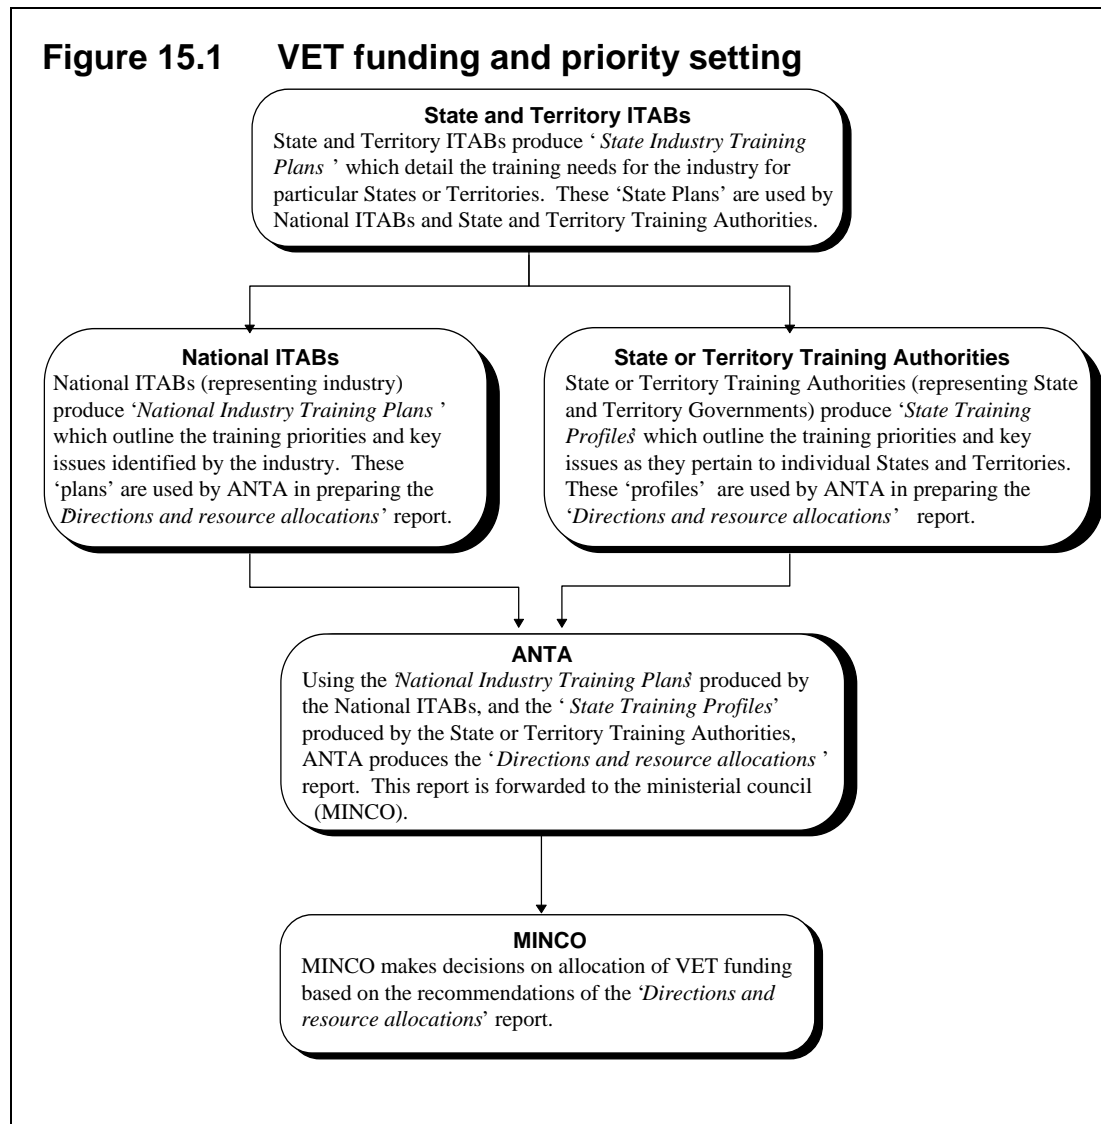 Figure 15.1 VET funding and priority setting
State and Territory ITABs
State and Territory ITABs produce ‘ State Industry Training
Plans ’ which detail the training needs for the industry for
particular States or Territories. These ‘State Plans’ are used by
National ITABs and State and Territory Training Authorities.
National ITABs
National ITABs (representing industry)
produce ‘National Industry Training Plans ’
which outline the training priorities and key
issues identified by the industry. These
‘plans’ are used by ANTA in preparing the
‘Directions and resource allocations’ report.
State or Territory Training Authorities
State or Territory Training Authorities (representing State
and Territory Governments) produce ‘State Training
Profiles’ which outline the training priorities and key
issues as they pertain to individual States and Territories.
These ‘profiles’ are used by ANTA in preparing the
‘Directions and resource allocations’ report.
ANTA
Using the ‘National Industry Training Plans’ produced by
the National ITABs, and the ‘ State Training Profiles’
produced by the State or Territory Training Authorities,
ANTA produces the ‘Directions and resource allocations ’
report. This report is forwarded to the ministerial council
(MINCO).
MINCO
MINCO makes decisions on allocation of VET funding
based on the recommendations of the ‘Directions and
resource allocations’ report.